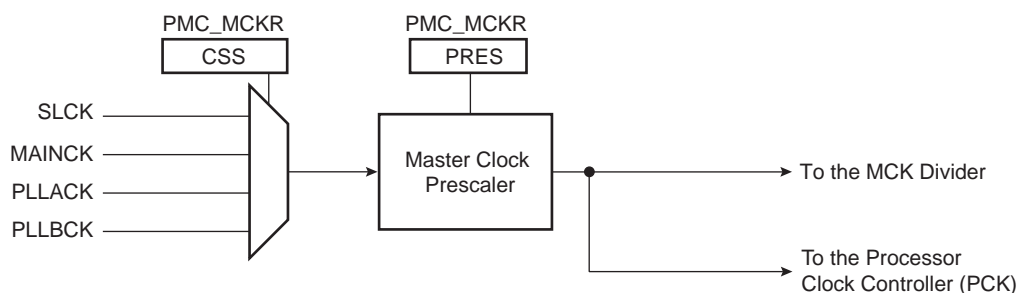 PMC_MCKR
CSS
PMC_MCKR
PRES
SLCK
MAINCK
PLLACK
PLLBCK
Master Clock
Prescaler
To the MCK Divider
To the Processor
Clock Controller (PCK)